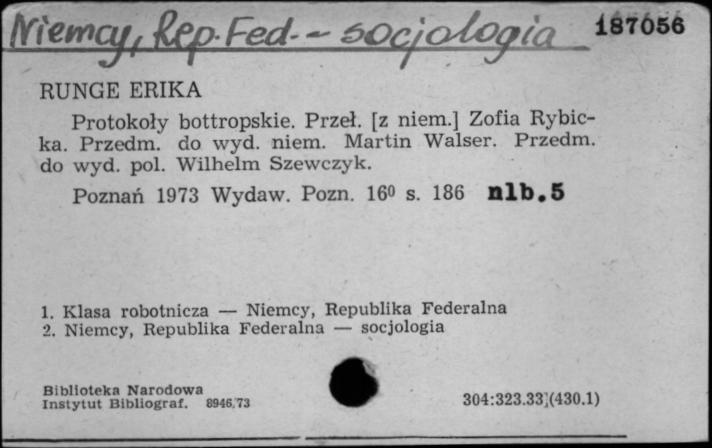 Niemcy, Rep. Fed. - socjologia 187056
RUNGE ERIKA
Protokoły bottropskie. Przeł. [z niem.] Zofia Rybic-
ka. Przedm. do wyd. niem. Martin Walser. Przedm.
do wyd. pol. Wilhelm Szewczyk.
Poznań 1973 Wydaw. Pozn. 16⁰ s. 186 nlb.5
1. Klasa robotnicza — Niemcy, Republika Federalna
2. Niemcy, Republika Federalna — socjologia
Biblioteka Narodowa
Instytut Bibliograf. 8946/73 304:323.33](430.1)